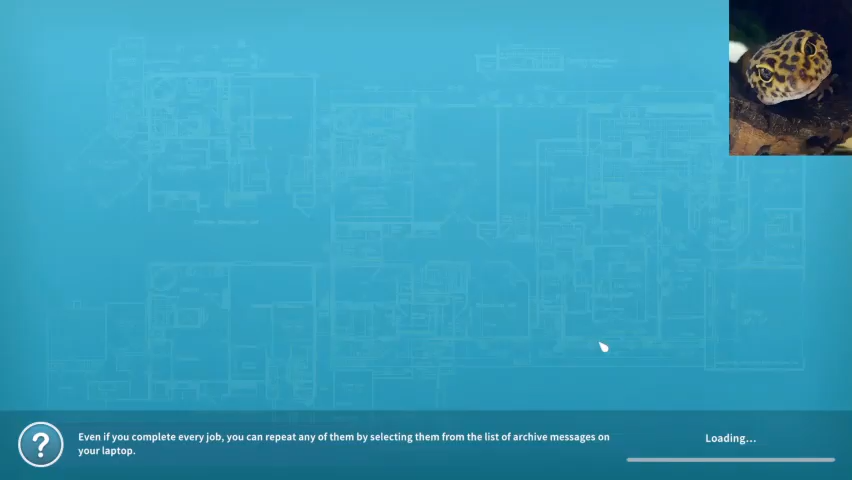 Even if you complete every job, you can repeat any of them by selecting them from the list of archive messages on
your laptop.
Loading...